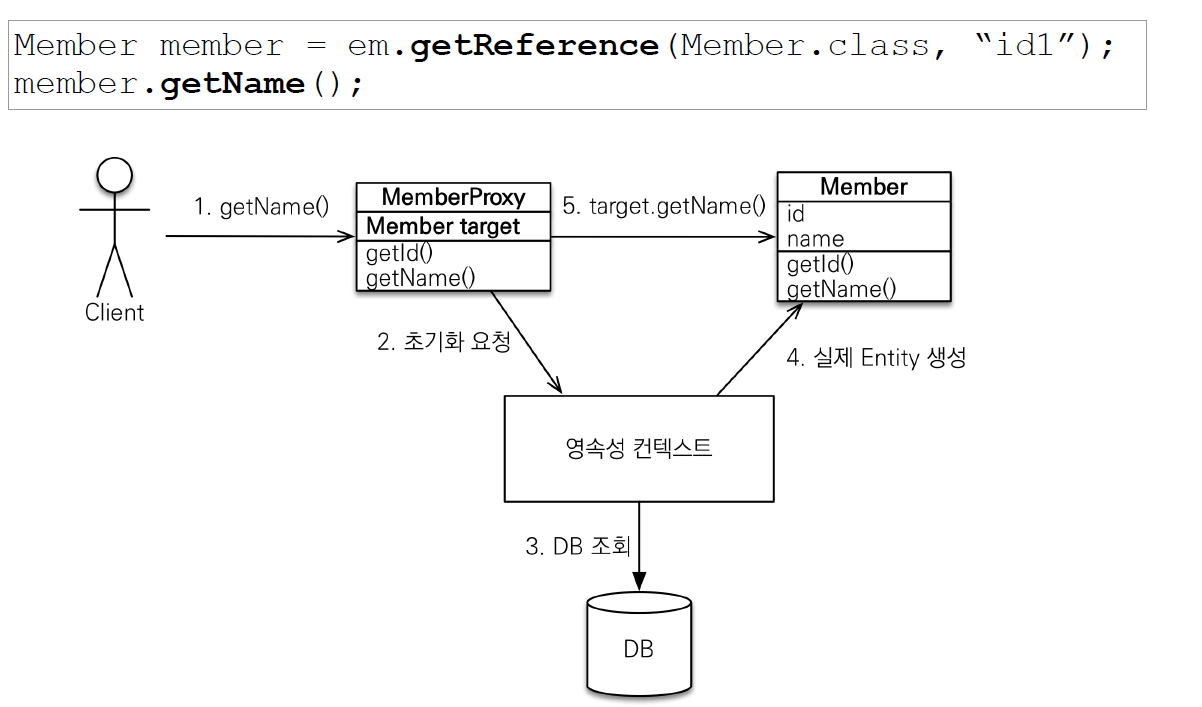 Member member = em.getReference(Member.class, “id1”);
member.getName();
1. getName()
Client
MemberProxy
Member target
getId()
getName()
5. target.getName()
Member
id
name
getId()
getName()
2. 초기화 요청
4. 실제 Entity 생성
영속성 컨텍스트
3. DB 조회
DB